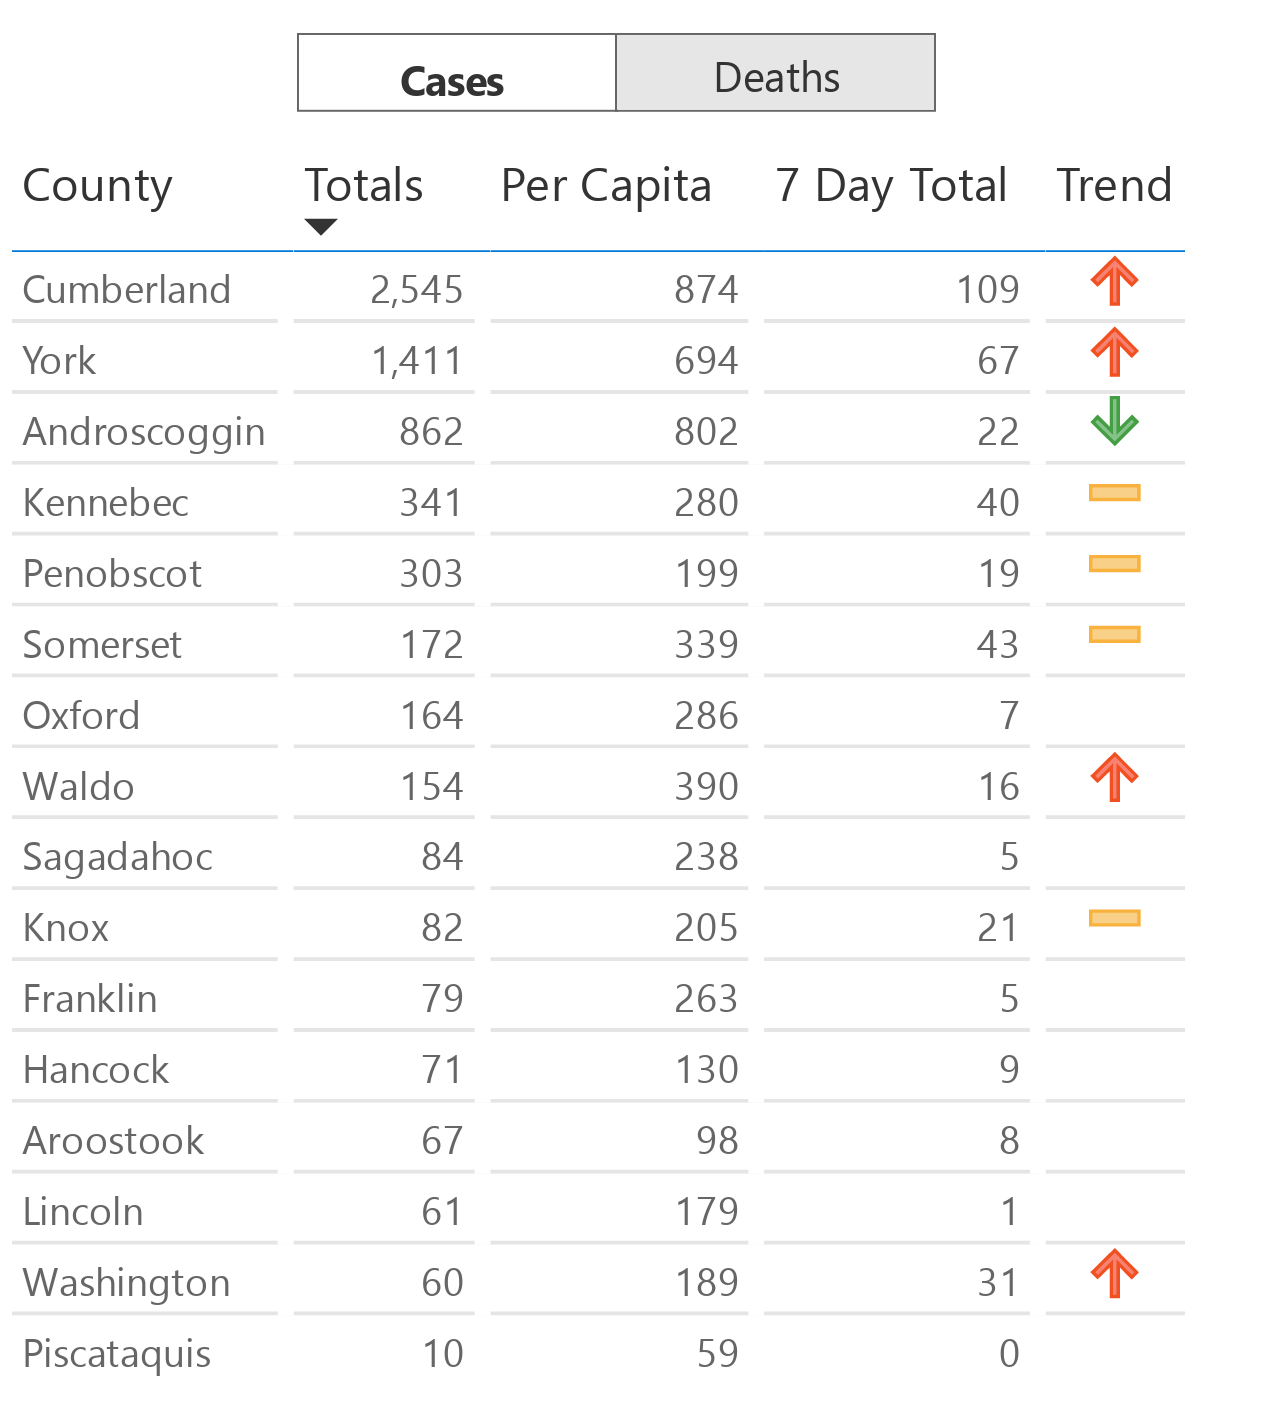 Cases Deaths
County Totals Per Capita 7 Day Total Trend
Cumberland 2,545 874 109
York 1,411 694 67
Androscoggin 862 802 22
Kennebec 341 280 40
Penobscot 303 199 19
Somerset 172 339 43
Oxford 164 286 7
Waldo 154 390 16
Sagadahoc 84 238 5
Knox 82 205 21
Franklin 79 263 5
Hancock 71 130 9
Aroostook 67 98 8
Lincoln 61 179 1
Washington 60 189 31
Piscataquis 10 59 0